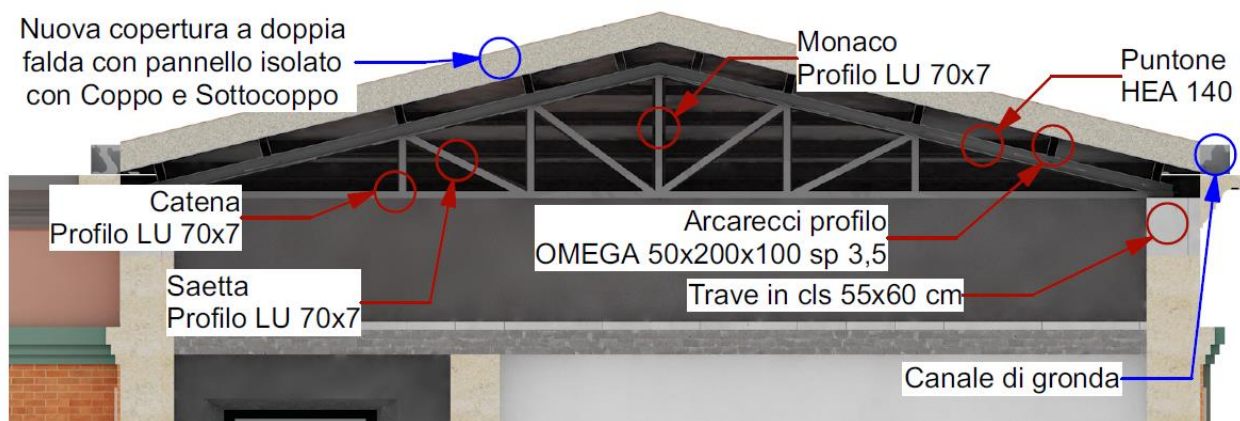 Nuova copertura a doppia
falda con pannello isolato
con Coppo e Sottocoppo
Monaco
Profilo LU 70x7
Puntone
HEA 140
Catena
Profilo LU 70x7
Saetta
Profilo LU 70x7
Arcarecci profilo
OMEGA 50x200x100 sp 3,5
Trave in cls 55x60 cm
Canale di gronda